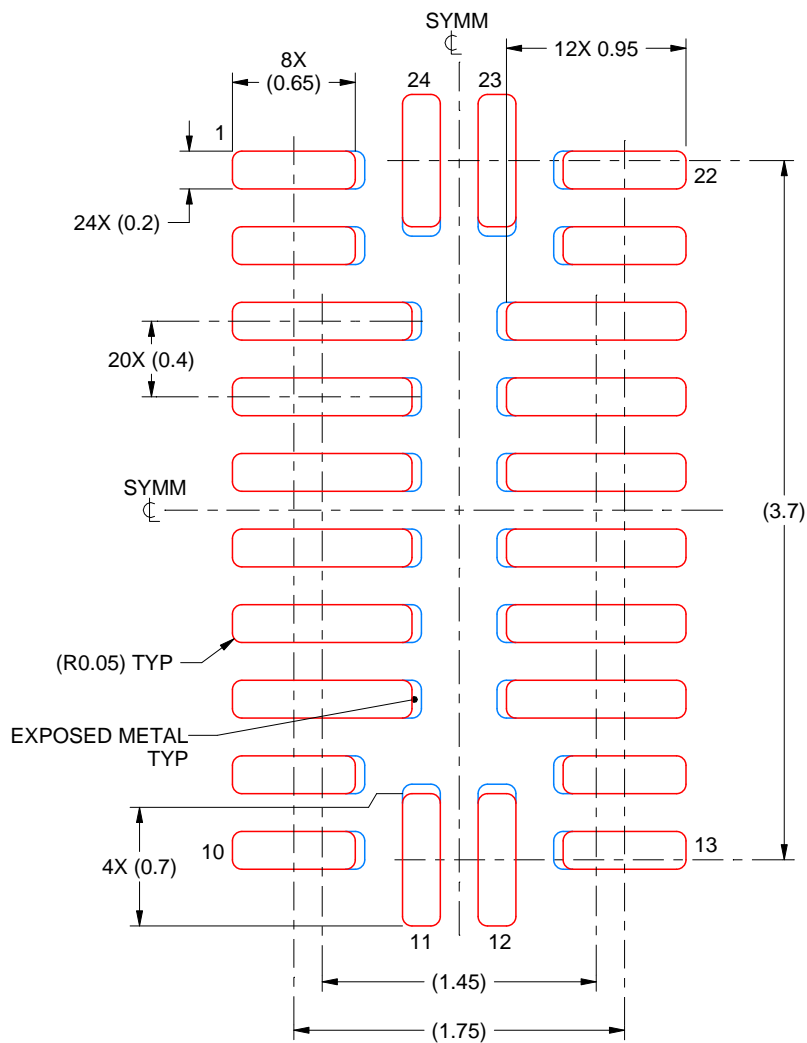 SYMM
℄
12X 0.95
8X
(0.65)
24
23
1
22
24X (0.2)
20X (0.4)
SYMM
℄
(3.7)
(R0.05) TYP
EXPOSED METAL
TYP
10
13
4X (0.7)
11
12
(1.45)
(1.75)